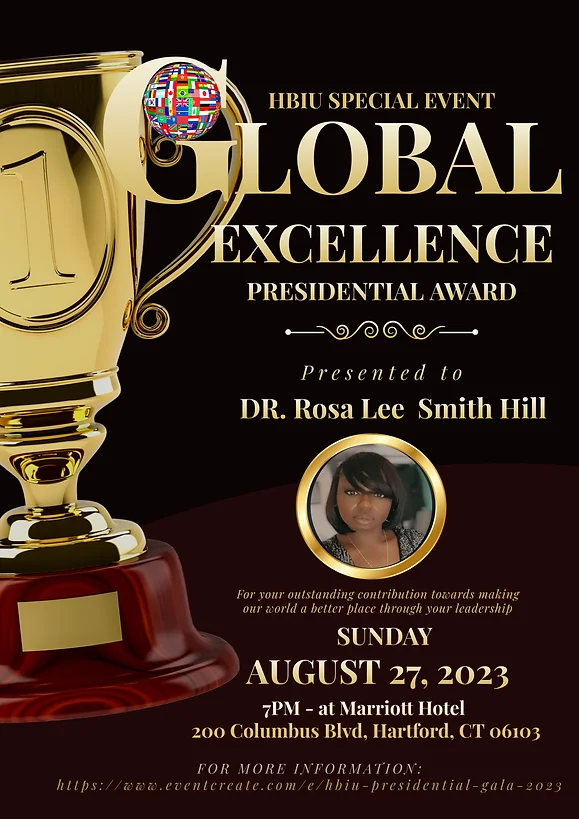 1
HBIU SPECIAL EVENT
GLOBAL
EXCELLENCE
PRESIDENTIAL AWARD
Presented to
DR. Rosa Lee Smith Hill
For your outstanding contribution towards making
our world a better place through your leadership
SUNDAY
AUGUST 27, 2023
7PM - at Marriott Hotel
200 Columbus Blvd, Hartford, CT 06103
FOR MORE INFORMATION:
https://www.eventcreate.com/e/hbiu-presidential-gala-2023